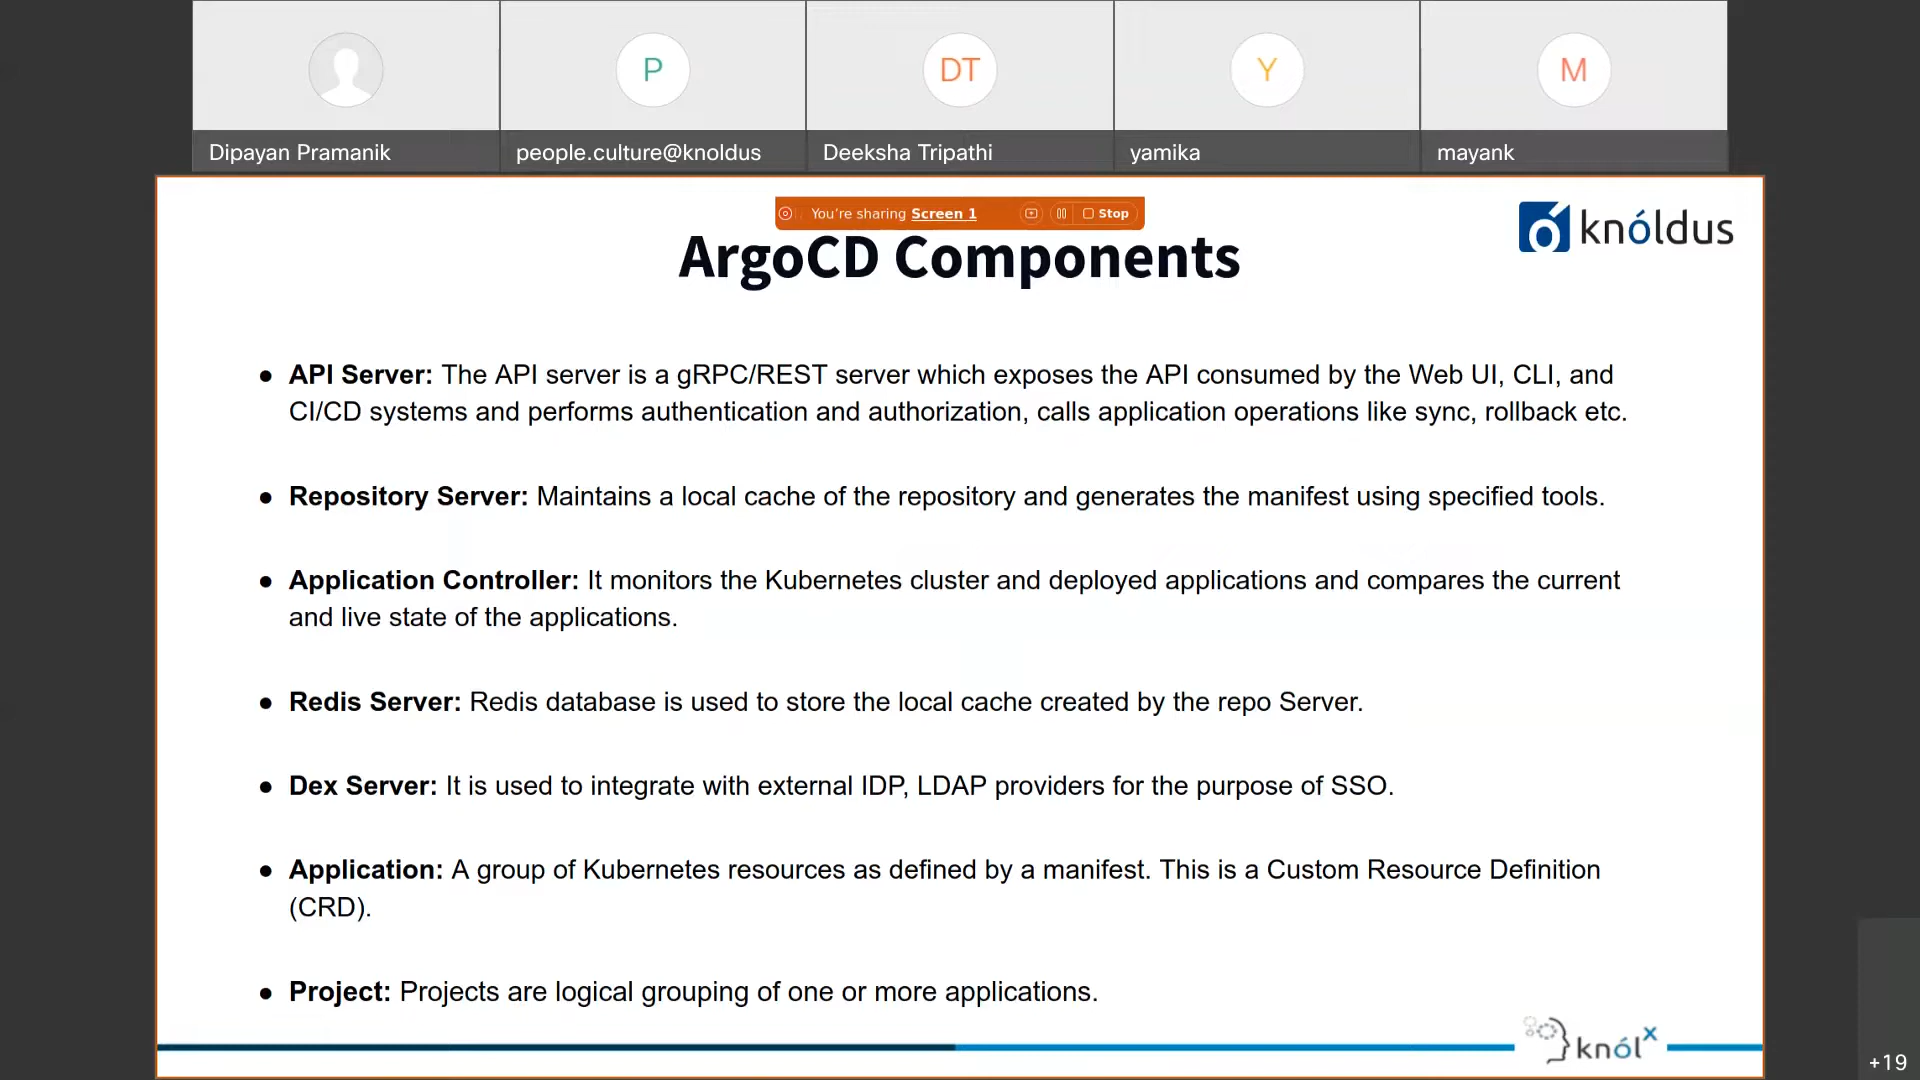 P
DT
Y
M
Dipayan Pramanik
people.culture@knoldus
Deeksha Tripathi
yamika
mayank
You're sharing Screen 1
Stop
knóldus
ArgoCD Components
● API Server: The API server is a gRPC/REST server which exposes the API consumed by the Web UI, CLI, and
CI/CD systems and performs authentication and authorization, calls application operations like sync, rollback etc.
● Repository Server: Maintains a local cache of the repository and generates the manifest using specified tools.
● Application Controller: It monitors the Kubernetes cluster and deployed applications and compares the current
and live state of the applications.
● Redis Server: Redis database is used to store the local cache created by the repo Server.
● Dex Server: It is used to integrate with external IDP, LDAP providers for the purpose of SSO.
● Application: A group of Kubernetes resources as defined by a manifest. This is a Custom Resource Definition
(CRD).
● Project: Projects are logical grouping of one or more applications.
knólx
+19